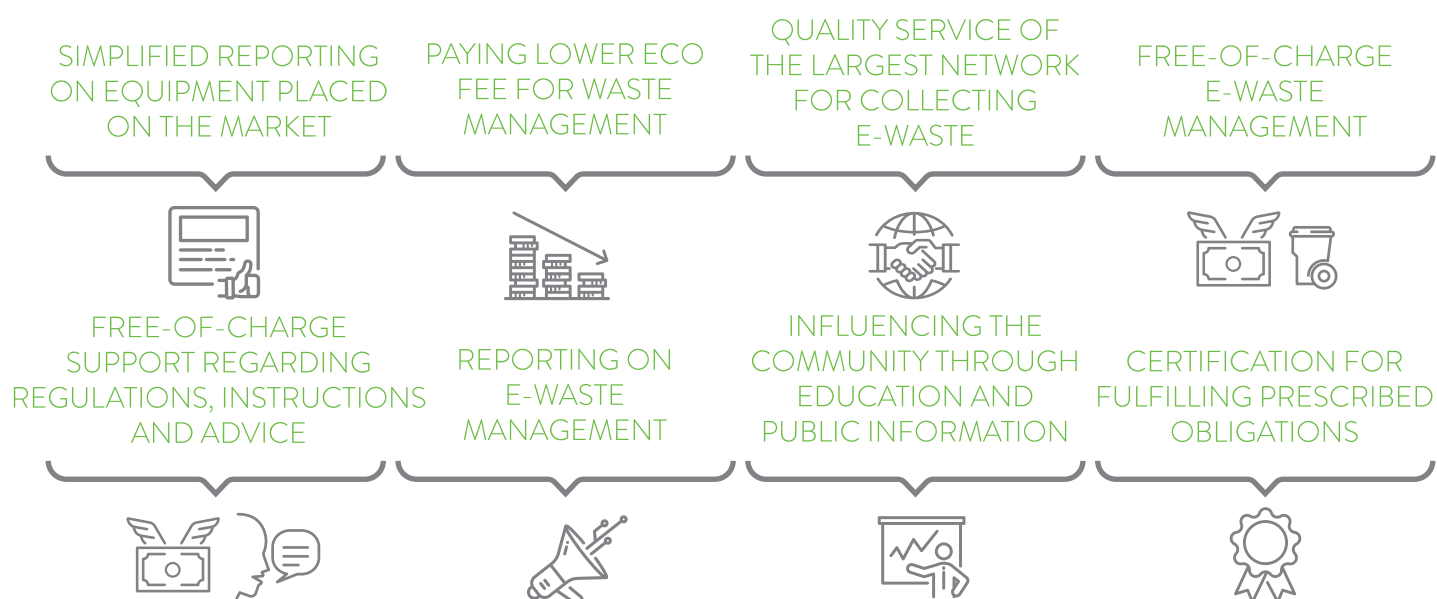 SIMPLIFIED REPORTING
ON EQUIPMENT PLACED
ON THE MARKET
PAYING LOWER ECO
FEE FOR WASTE
MANAGEMENT
QUALITY SERVICE OF
THE LARGEST NETWORK
FOR COLLECTING
E-WASTE
FREE-OF-CHARGE
E-WASTE
MANAGEMENT
FREE-OF-CHARGE
SUPPORT REGARDING
REGULATIONS, INSTRUCTIONS
AND ADVICE
REPORTING ON
E-WASTE
MANAGEMENT
INFLUENCING THE
COMMUNITY THROUGH
EDUCATION AND
PUBLIC INFORMATION
CERTIFICATION FOR
FULFILLING PRESCRIBED
OBLIGATIONS